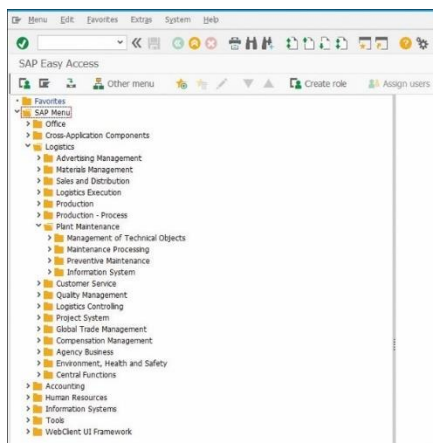 Menu Edit Favorites Extras System Help
SAP Easy Access
Other menu Create role Assign users
Favorites
SAP Menu
Office
Cross-Application Components
Logistics
Advertising Management
Materials Management
Sales and Distribution
Logistics Execution
Production
Production - Process
Plant Maintenance
Management of Technical Objects
Maintenance Processing
Preventive Maintenance
Information System
Customer Service
Quality Management
Logistics Controlling
Project System
Global Trade Management
Compensation Management
Agency Business
Environment, Health and Safety
Central Functions
Accounting
Human Resources
Information Systems
Tools
WebClient UI Framework